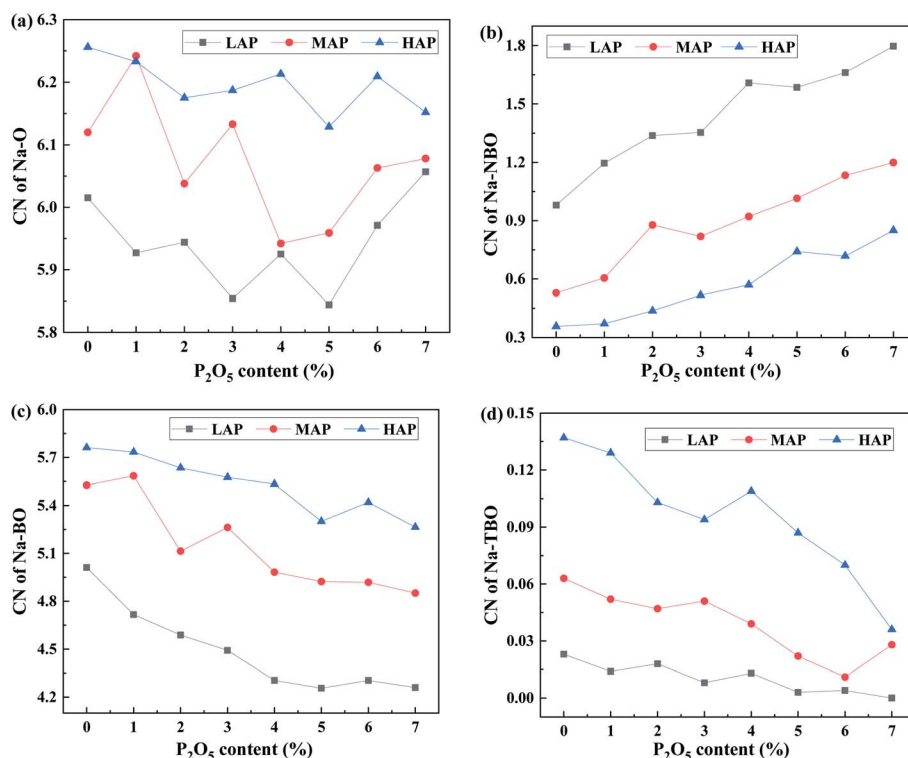 (a)
LAP MAP HAP
6.3
6.2
6.1
6.0
5.9
5.8
CN of Na-O
0 1 2 3 4 5 6 7
P₂O₅ content (%)
(b)
LAP MAP HAP
1.8
1.5
1.2
0.9
0.6
0.3
CN of Na-NBO
0 1 2 3 4 5 6 7
P₂O₅ content (%)
(c)
LAP MAP HAP
6.0
5.7
5.4
5.1
4.8
4.5
4.2
CN of Na-BO
0 1 2 3 4 5 6 7
P₂O₅ content (%)
(d)
LAP MAP HAP
0.15
0.12
0.09
0.06
0.03
0.00
CN of Na-TBO
0 1 2 3 4 5 6 7
P₂O₅ content (%)